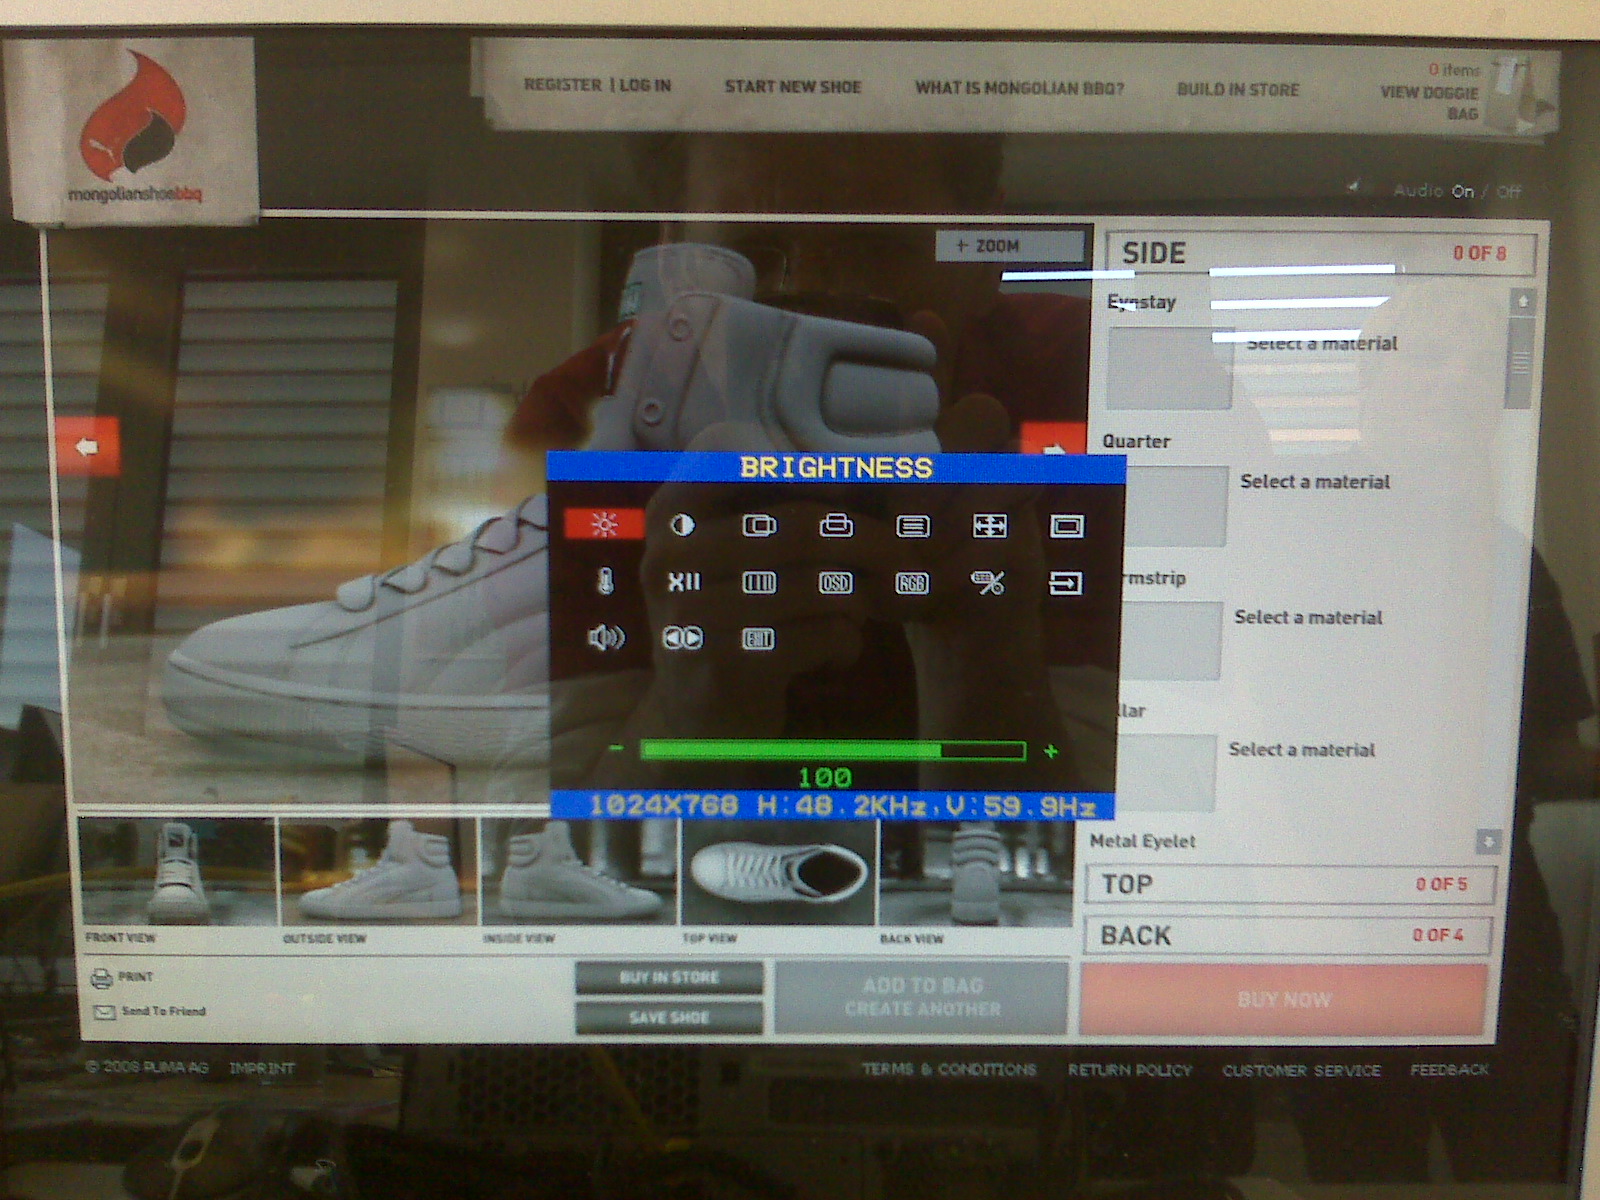 mongolianshoebbq
REGISTER | LOG IN
START NEW SHOE
WHAT IS MONGOLIAN BBQ?
BUILD IN STORE
0 items
VIEW DOGGIE
BAG
Audio On / Off
+ ZOOM
SIDE 0 OF 8
Eyestay
Select a material
Quarter
Select a material
rmstrip
Select a material
llar
Select a material
Metal Eyelet
TOP 0 OF 5
BACK 0 OF 4
BRIGHTNESS
XII
OSD
RGB
EXIT
- +
100
1024X768 H:48.2KHz,V:59.9Hz
FRONT VIEW
OUTSIDE VIEW
INSIDE VIEW
TOP VIEW
BACK VIEW
PRINT
Send To Friend
BUY IN STORE
SAVE SHOE
ADD TO BAG
CREATE ANOTHER
BUY NOW
© 2008 PUMA AG IMPRINT
TERMS & CONDITIONS
RETURN POLICY
CUSTOMER SERVICE
FEEDBACK